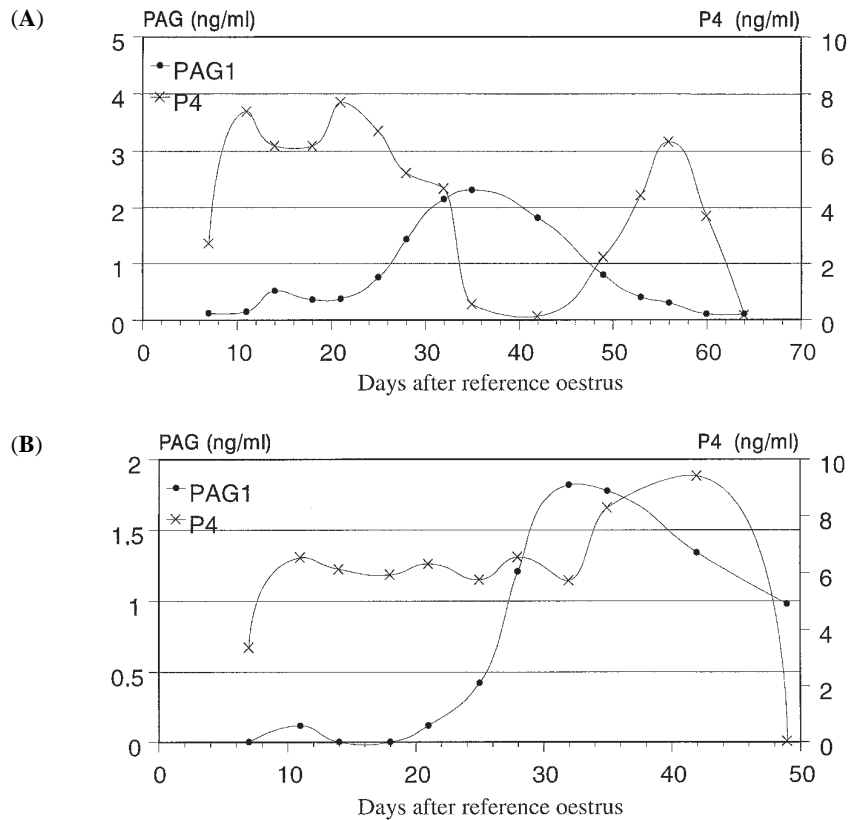 (A)
PAG (ng/ml) P4 (ng/ml)
5 10
PAG1
4 8
P4
3 6
2 4
1 2
0 0
0 10 20 30 40 50 60 70
Days after reference oestrus
(B)
PAG (ng/ml) P4 (ng/ml)
2 10
PAG1
8
P4
1.5
6
1
4
0.5
2
0 0
0 10 20 30 40 50
Days after reference oestrus